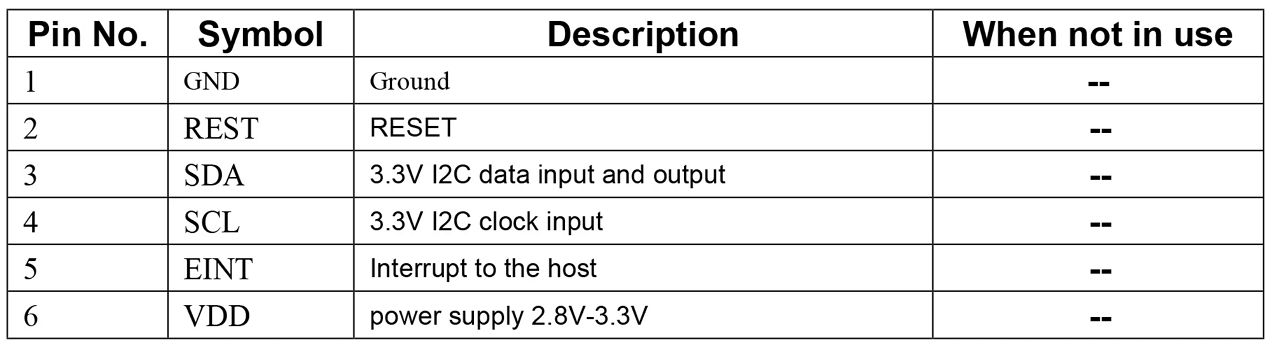 Pin No. Symbol Description When not in use
1 GND Ground --
2 REST RESET --
3 SDA 3.3V I2C data input and output --
4 SCL 3.3V I2C clock input --
5 EINT Interrupt to the host --
6 VDD power supply 2.8V-3.3V --